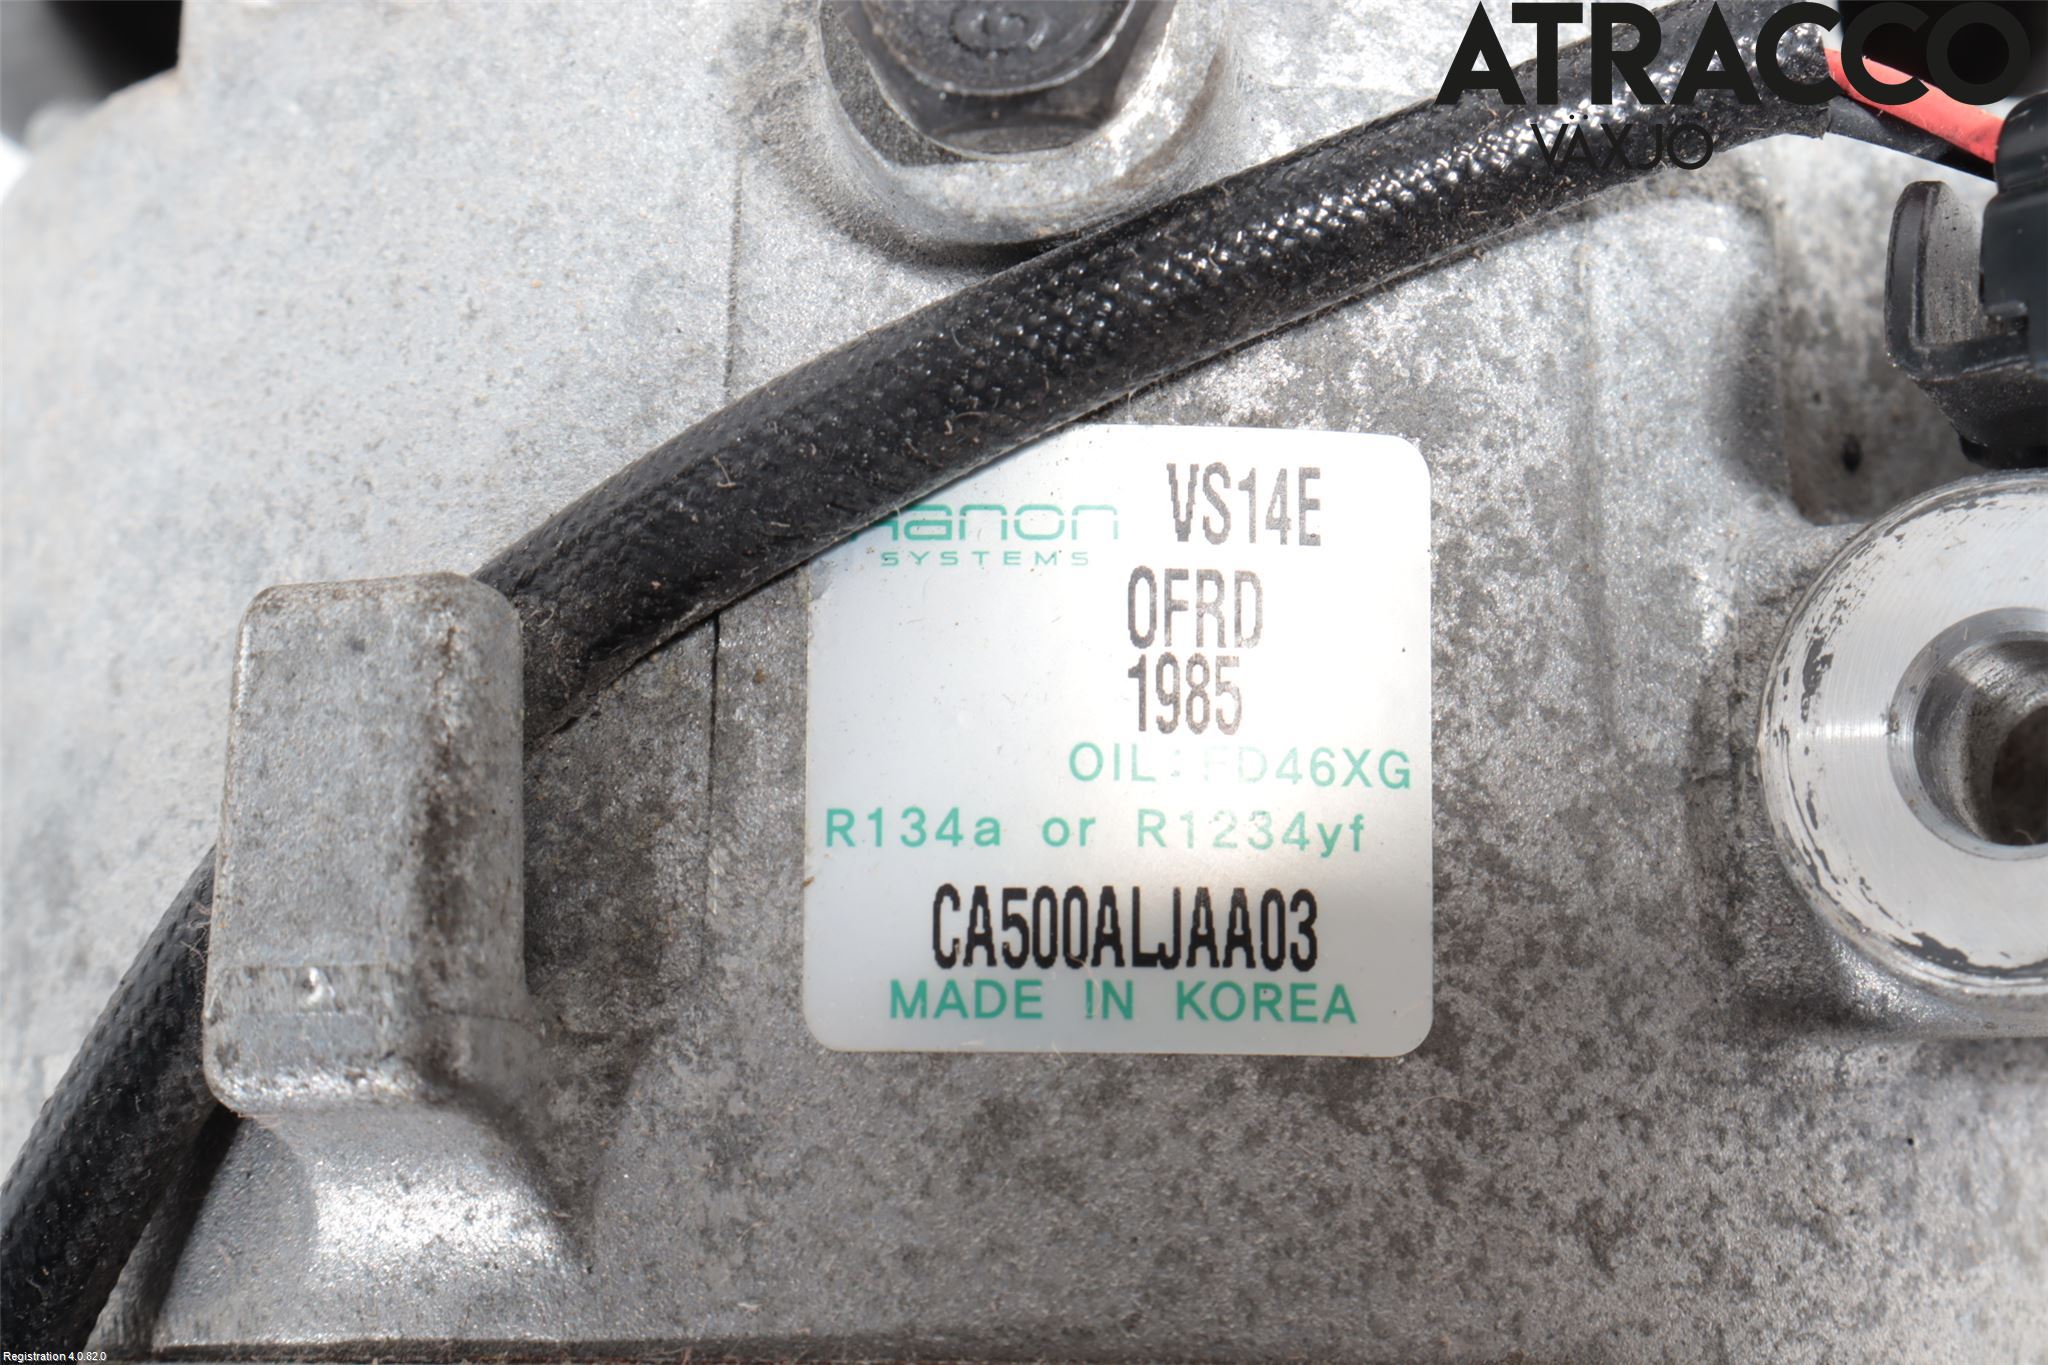 ATRACCO
VÄXJÖ
hanon VS14E
SYSTEMS
0FRD
1985
OIL:FD46XG
R134a or R1234yf
CA500ALJAA03
MADE IN KOREA
Registration 4.0.82.0